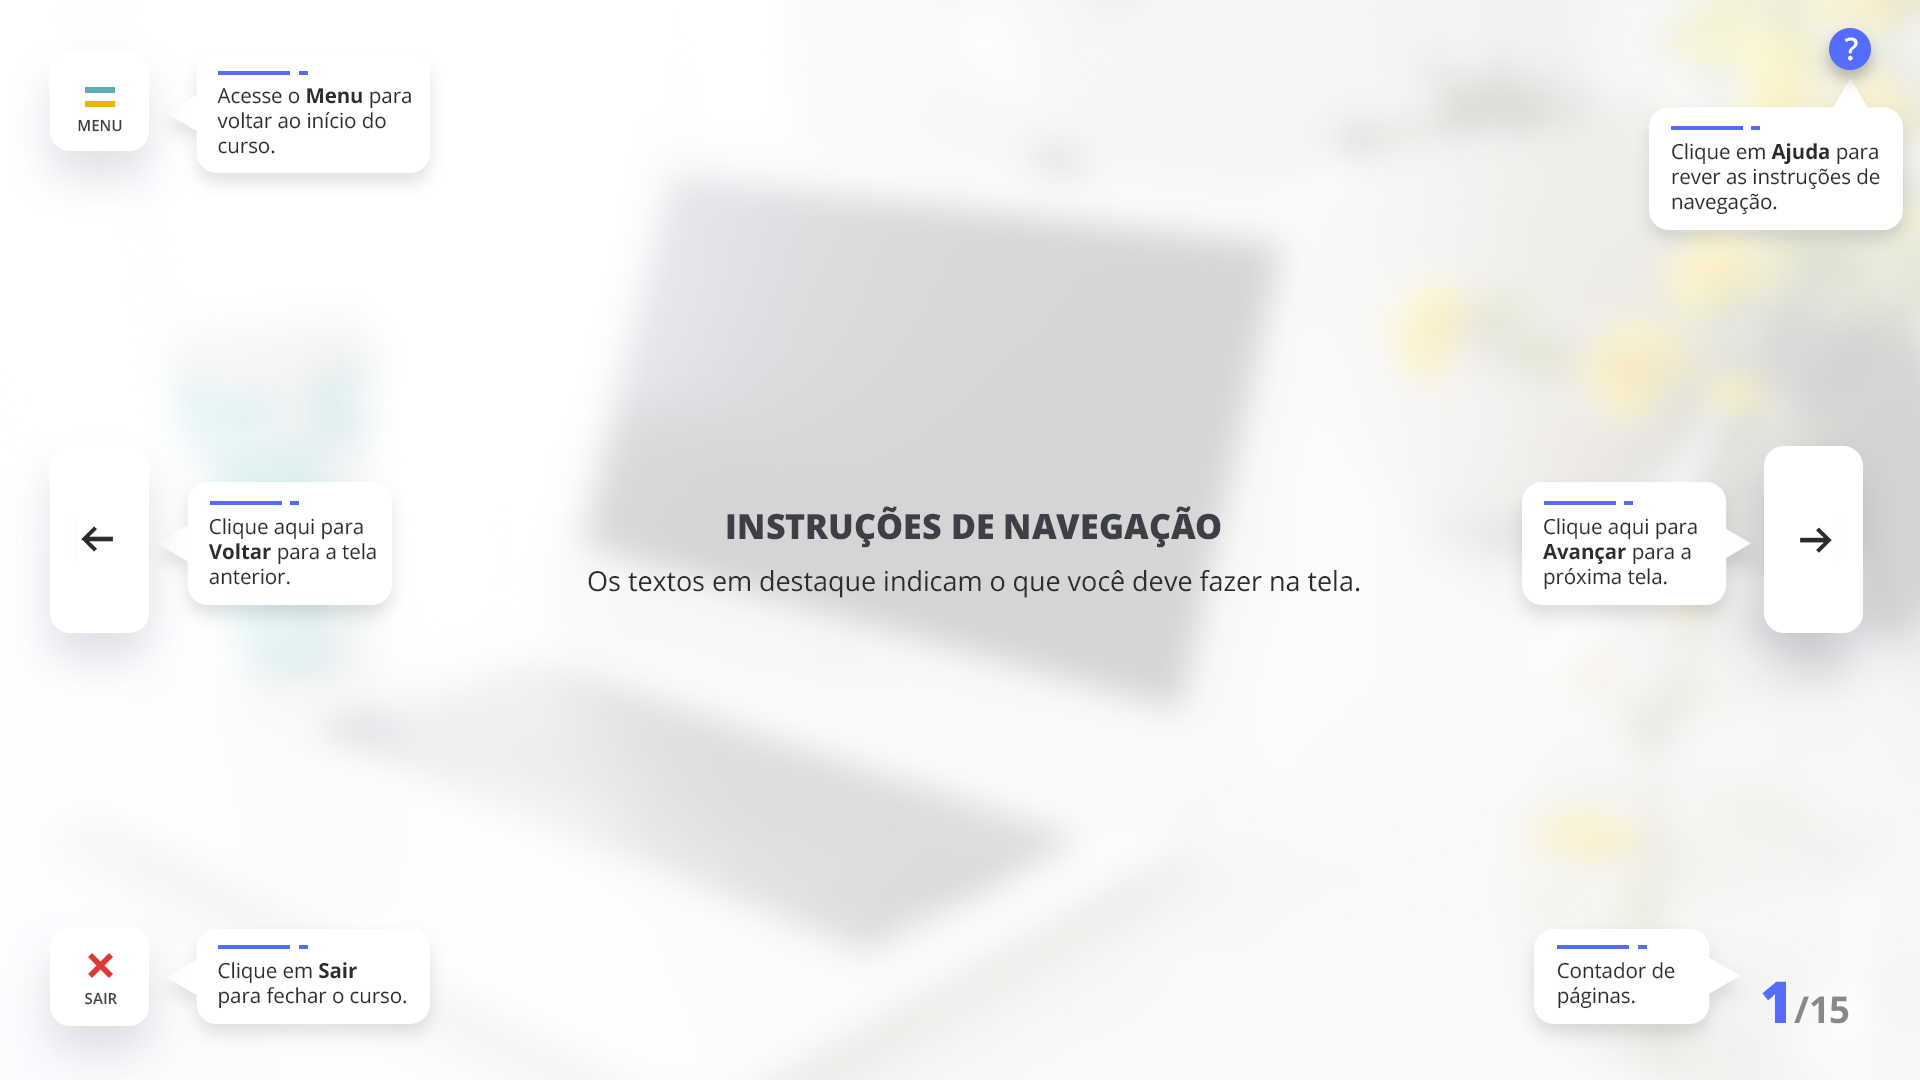 MENU
Acesse o Menu para
voltar ao início do
curso.
?
Clique em Ajuda para
rever as instruções de
navegação.
Clique aqui para
Voltar para a tela
anterior.
INSTRUÇÕES DE NAVEGAÇÃO
Os textos em destaque indicam o que você deve fazer na tela.
Clique aqui para
Avançar para a
próxima tela.
SAIR
Clique em Sair
para fechar o curso.
Contador de
páginas.
1/15